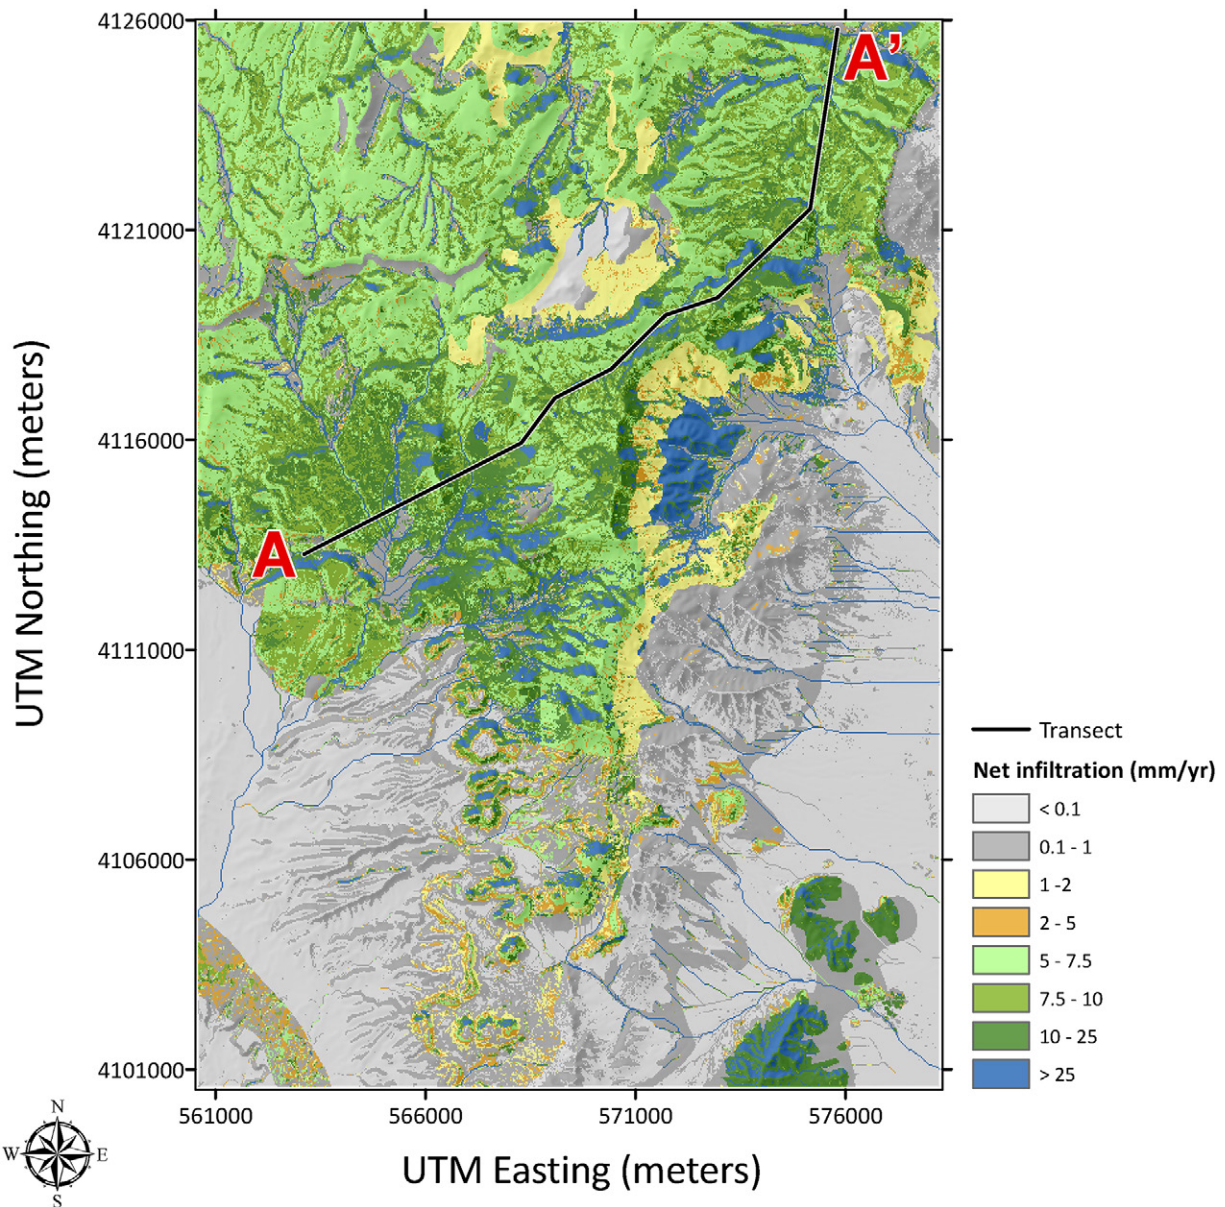 4126000
A’
4121000
4116000
A
4111000
4106000
4101000
UTM Northing (meters)
561000
566000
571000
576000
UTM Easting (meters)
Transect
Net infiltration (mm/yr)
< 0.1
0.1 - 1
1 -2
2 - 5
5 - 7.5
7.5 - 10
10 - 25
> 25
N
W
E
S